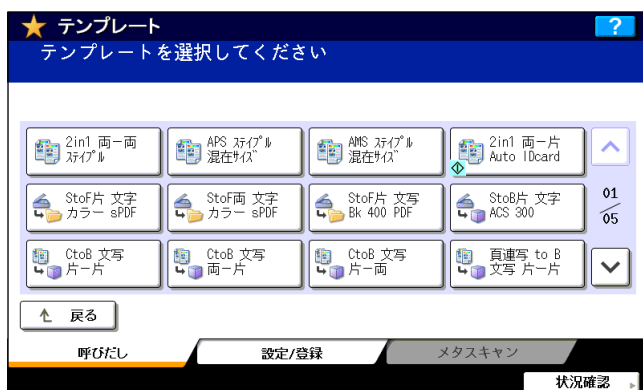 テンプレート
?
テンプレートを選択してください
2in1 両ー両
ｽﾃｲﾌﾟﾙ
APS ｽﾃｲﾌﾟﾙ
混在ｻｲｽﾞ
AMS ｽﾃｲﾌﾟﾙ
混在ｻｲｽﾞ
2in1 両ー片
Auto IDcard
StoF片 文字
カラー sPDF
StoF両 文字
カラー sPDF
StoF片 文写
Bk 400 PDF
StoB片 文字
ACS 300
01
05
CtoB 文写
片ー片
CtoB 文写
両ー片
CtoB 文写
片ー両
頁連写 to B
文写 片ー片
戻る
呼びだし
設定/登録
メタスキャン
状況確認